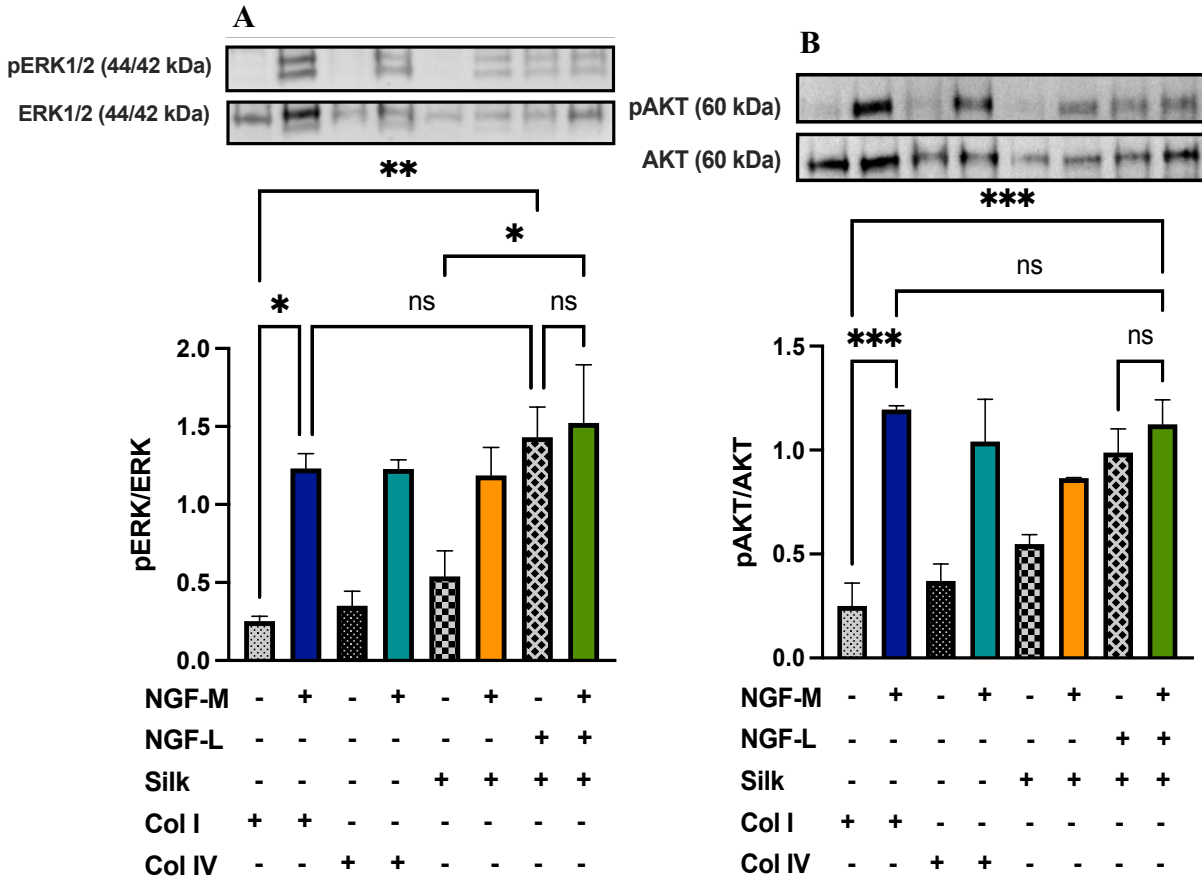 A
pERK1/2 (44/42 kDa)
ERK1/2 (44/42 kDa)
**
*
*
ns
ns
pERK/ERK
2.0
1.5
1.0
0.5
0.0
NGF-M - + - + - + - +
NGF-L - - - - - - + +
Silk - - - - + + + +
Col I + + - - - - - -
Col IV - - + + - - - -
B
pAKT (60 kDa)
AKT (60 kDa)
***
ns
***
ns
pAKT/AKT
1.5
1.0
0.5
0.0
NGF-M - + - + - + - +
NGF-L - - - - - - + +
Silk - - - - + + + +
Col I + + - - - - - -
Col IV - - + + - - - -